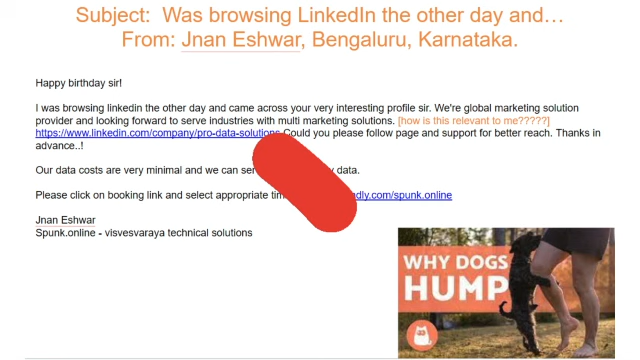 Subject: Was browsing LinkedIn the other day and…
From: Jnan Eshwar, Bengaluru, Karnataka.
Happy birthday sir!
I was browsing linkedin the other day and came across your very interesting profile sir. We're global marketing solution
provider and looking forward to serve industries with multi marketing solutions. [how is this relevant to me?????]
https://www.linkedin.com/company/pro-data-solutions Could you please follow page and support for better reach. Thanks in
advance..!
Our data costs are very minimal and we can data.
Please click on booking link and select appropriate ndly.com/spunk.online
Jnan Eshwar
Spunk.online - visvesvaraya technical solutions
WHY DOGS
HUMP